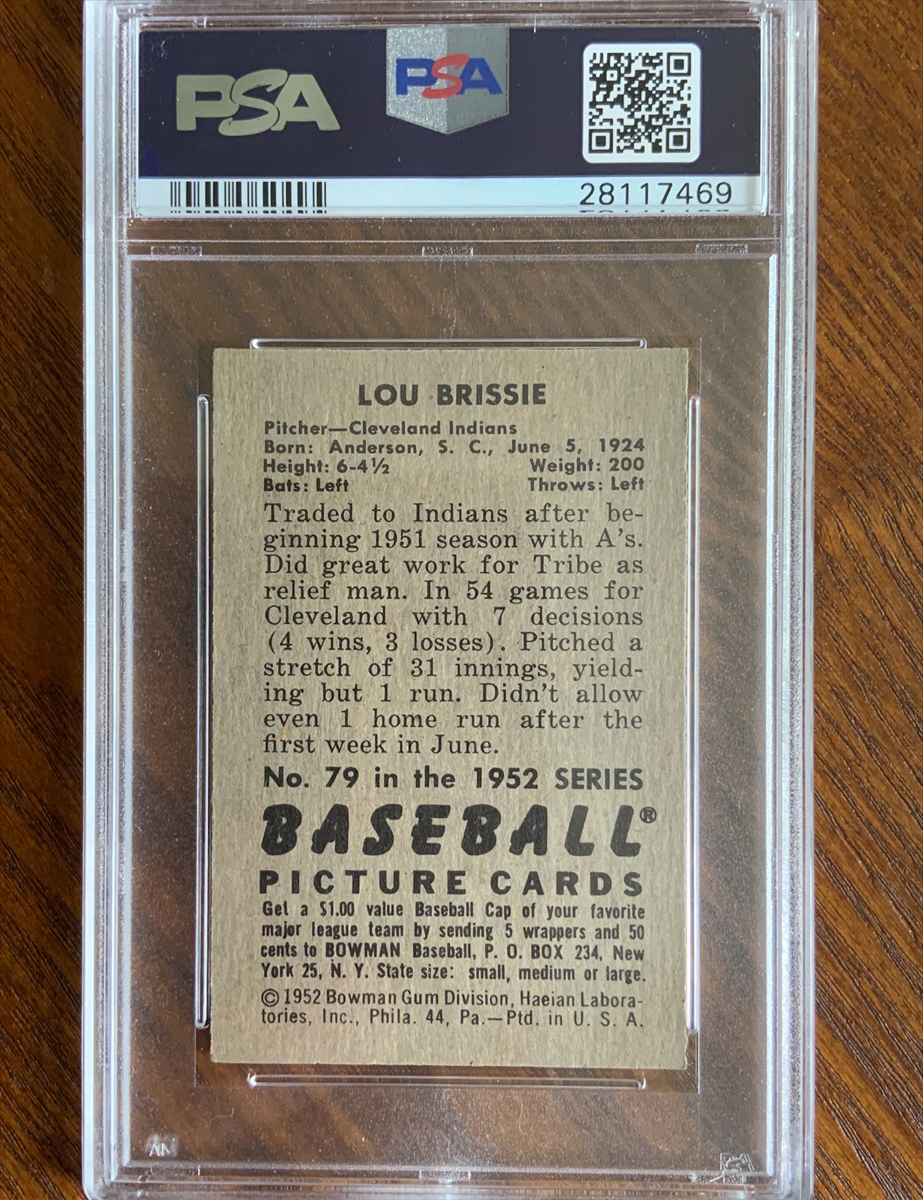 PSA
PSA
28117469
LOU BRISSIE
Pitcher—Cleveland Indians
Born: Anderson, S. C., June 5, 1924
Height: 6-4½ Weight: 200
Bats: Left Throws: Left
Traded to Indians after be-
ginning 1951 season with A's.
Did great work for Tribe as
relief man. In 54 games for
Cleveland with 7 decisions
(4 wins, 3 losses). Pitched a
stretch of 31 innings, yield-
ing but 1 run. Didn't allow
even 1 home run after the
first week in June.
No. 79 in the 1952 SERIES
BASEBALL®
PICTURE CARDS
Get a $1.00 value Baseball Cap of your favorite
major league team by sending 5 wrappers and 50
cents to BOWMAN Baseball, P. O. BOX 234, New
York 25, N. Y. State size: small, medium or large.
© 1952 Bowman Gum Division, Haeian Labora-
tories, Inc., Phila. 44, Pa.—Ptd. in U. S. A.